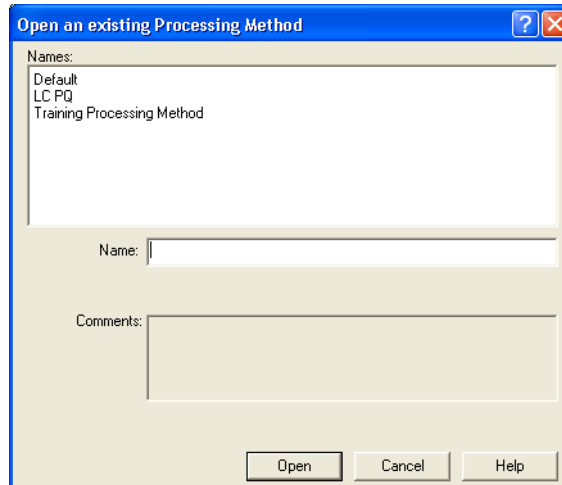 Open an existing Processing Method
Names:
Default
LC PQ
Training Processing Method
Name:
Comments:
Open Cancel Help